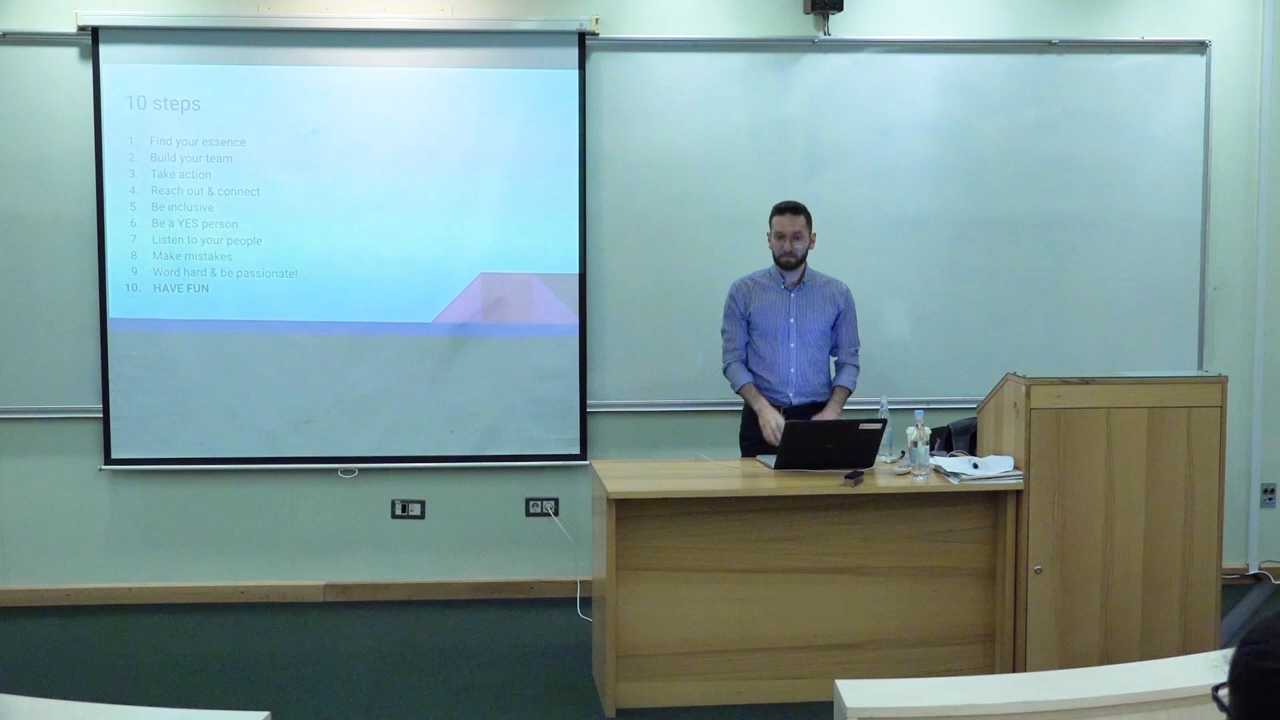 10 steps
1. Find your essence
2. Build your team
3. Take action
4. Reach out & connect
5. Be inclusive
6. Be a YES person
7. Listen to your people
8. Make mistakes
9. Word hard & be passionate!
10. HAVE FUN